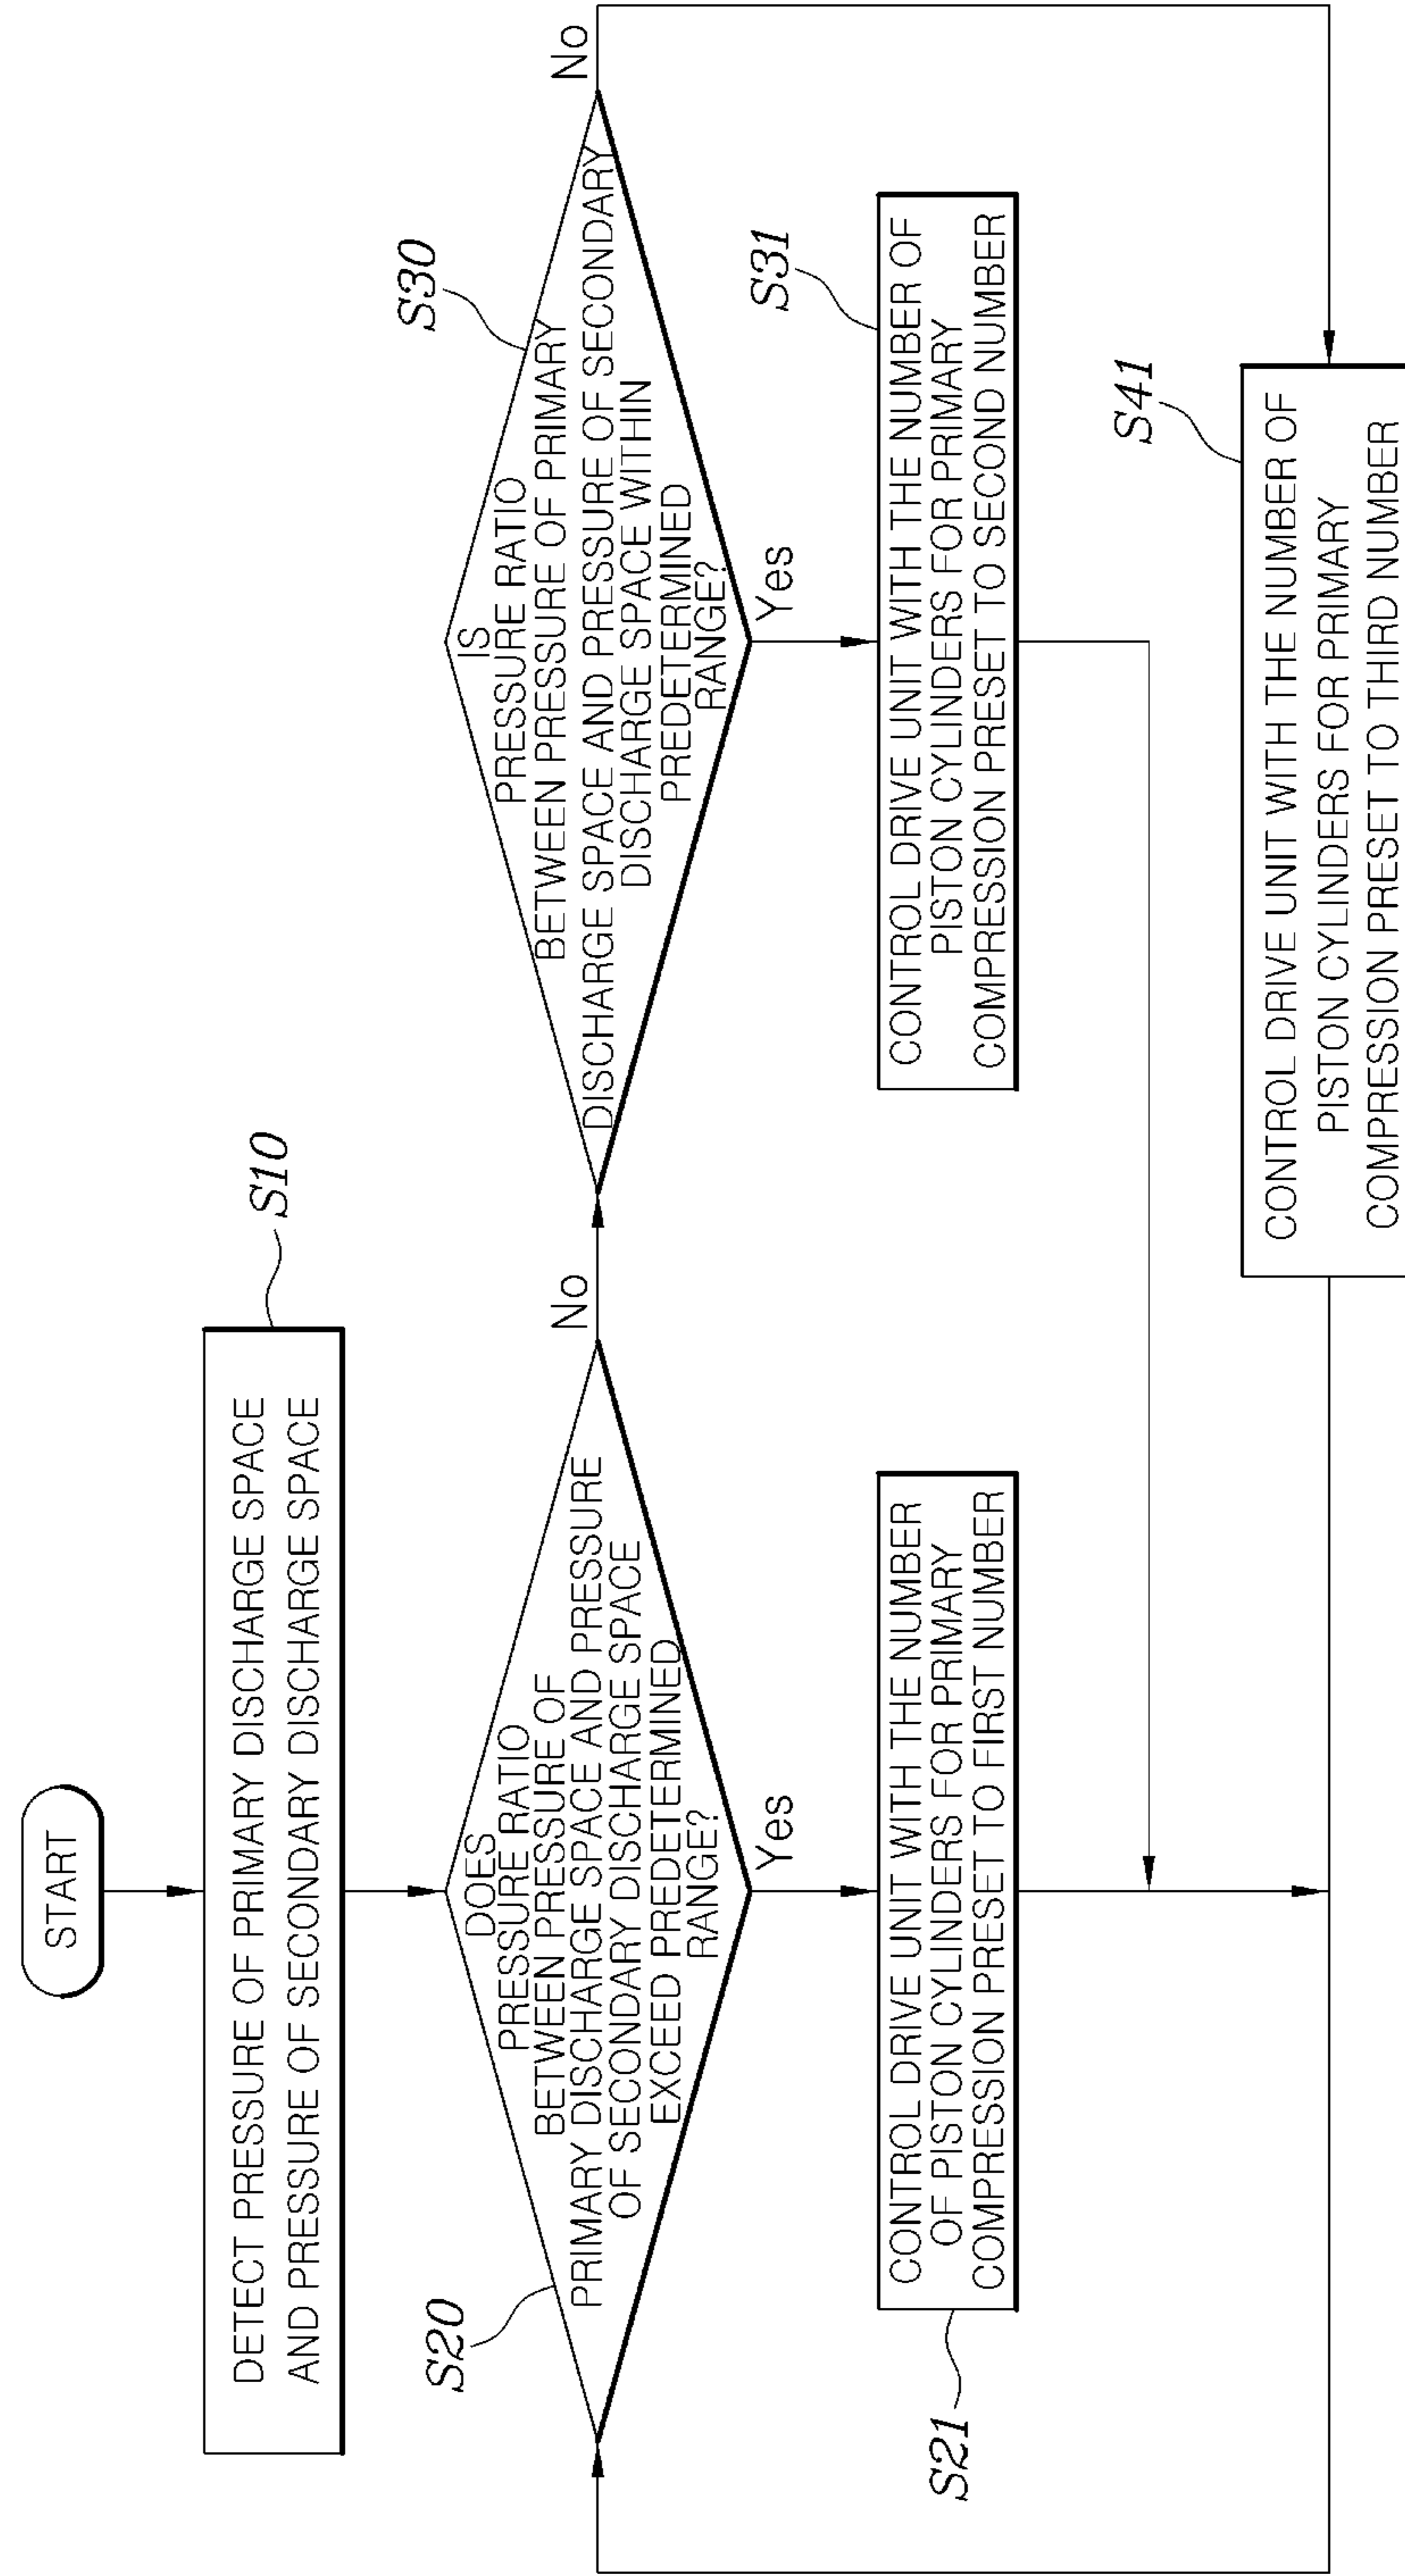 START
DETECT PRESSURE OF PRIMARY DISCHARGE SPACE
AND PRESSURE OF SECONDARY DISCHARGE SPACE
S10
S20
DOES
PRESSURE RATIO
BETWEEN PRESSURE OF
PRIMARY DISCHARGE SPACE AND PRESSURE
OF SECONDARY DISCHARGE SPACE
EXCEED PREDETERMINED
RANGE?
No
Yes
S30
IS
PRESSURE RATIO
BETWEEN PRESSURE OF PRIMARY
DISCHARGE SPACE AND PRESSURE OF SECONDARY
DISCHARGE SPACE WITHIN
PREDETERMINED
RANGE?
No
Yes
S21
CONTROL DRIVE UNIT WITH THE NUMBER
OF PISTON CYLINDERS FOR PRIMARY
COMPRESSION PRESET TO FIRST NUMBER
S31
CONTROL DRIVE UNIT WITH THE NUMBER OF
PISTON CYLINDERS FOR PRIMARY
COMPRESSION PRESET TO SECOND NUMBER
S41
CONTROL DRIVE UNIT WITH THE NUMBER OF
PISTON CYLINDERS FOR PRIMARY
COMPRESSION PRESET TO THIRD NUMBER